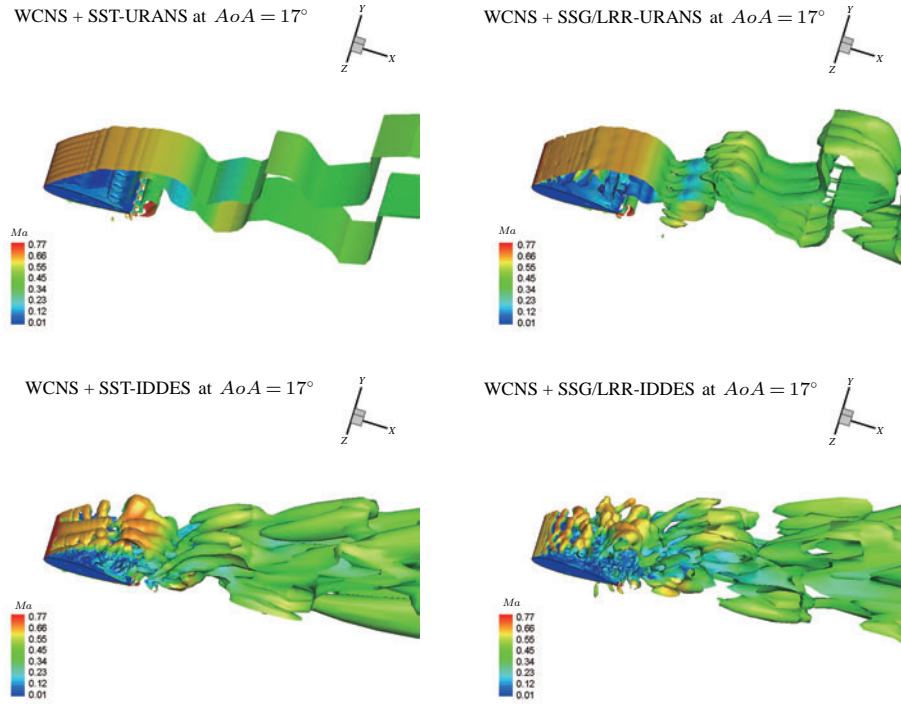 WCNS + SST-URANS at AoA = 17°
Y
X
Z
Ma
0.77
0.66
0.55
0.45
0.34
0.23
0.12
0.01
WCNS + SSG/LRR-URANS at AoA = 17°
Y
X
Z
Ma
0.77
0.66
0.55
0.45
0.34
0.23
0.12
0.01
WCNS + SST-IDDES at AoA = 17°
Y
X
Z
Ma
0.77
0.66
0.55
0.45
0.34
0.23
0.12
0.01
WCNS + SSG/LRR-IDDES at AoA = 17°
Y
X
Z
Ma
0.77
0.66
0.55
0.45
0.34
0.23
0.12
0.01